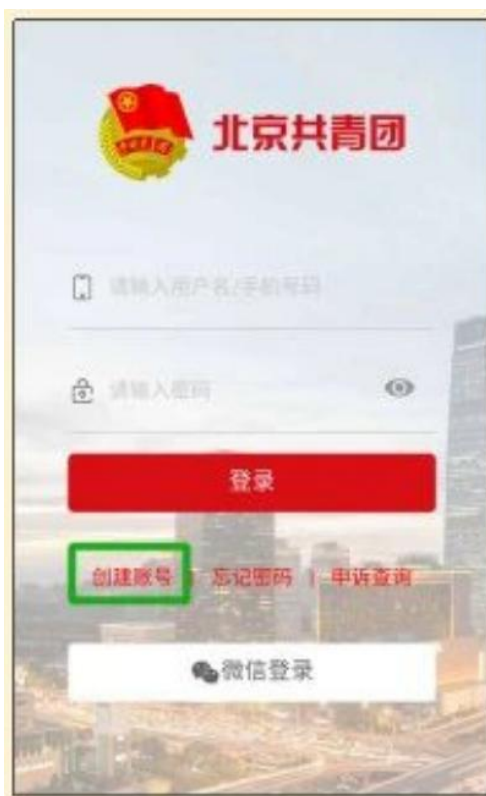 北京共青团
请输入用户名/手机号码
请输入密码
登录
创建账号 | 忘记密码 | 申诉查询
微信登录